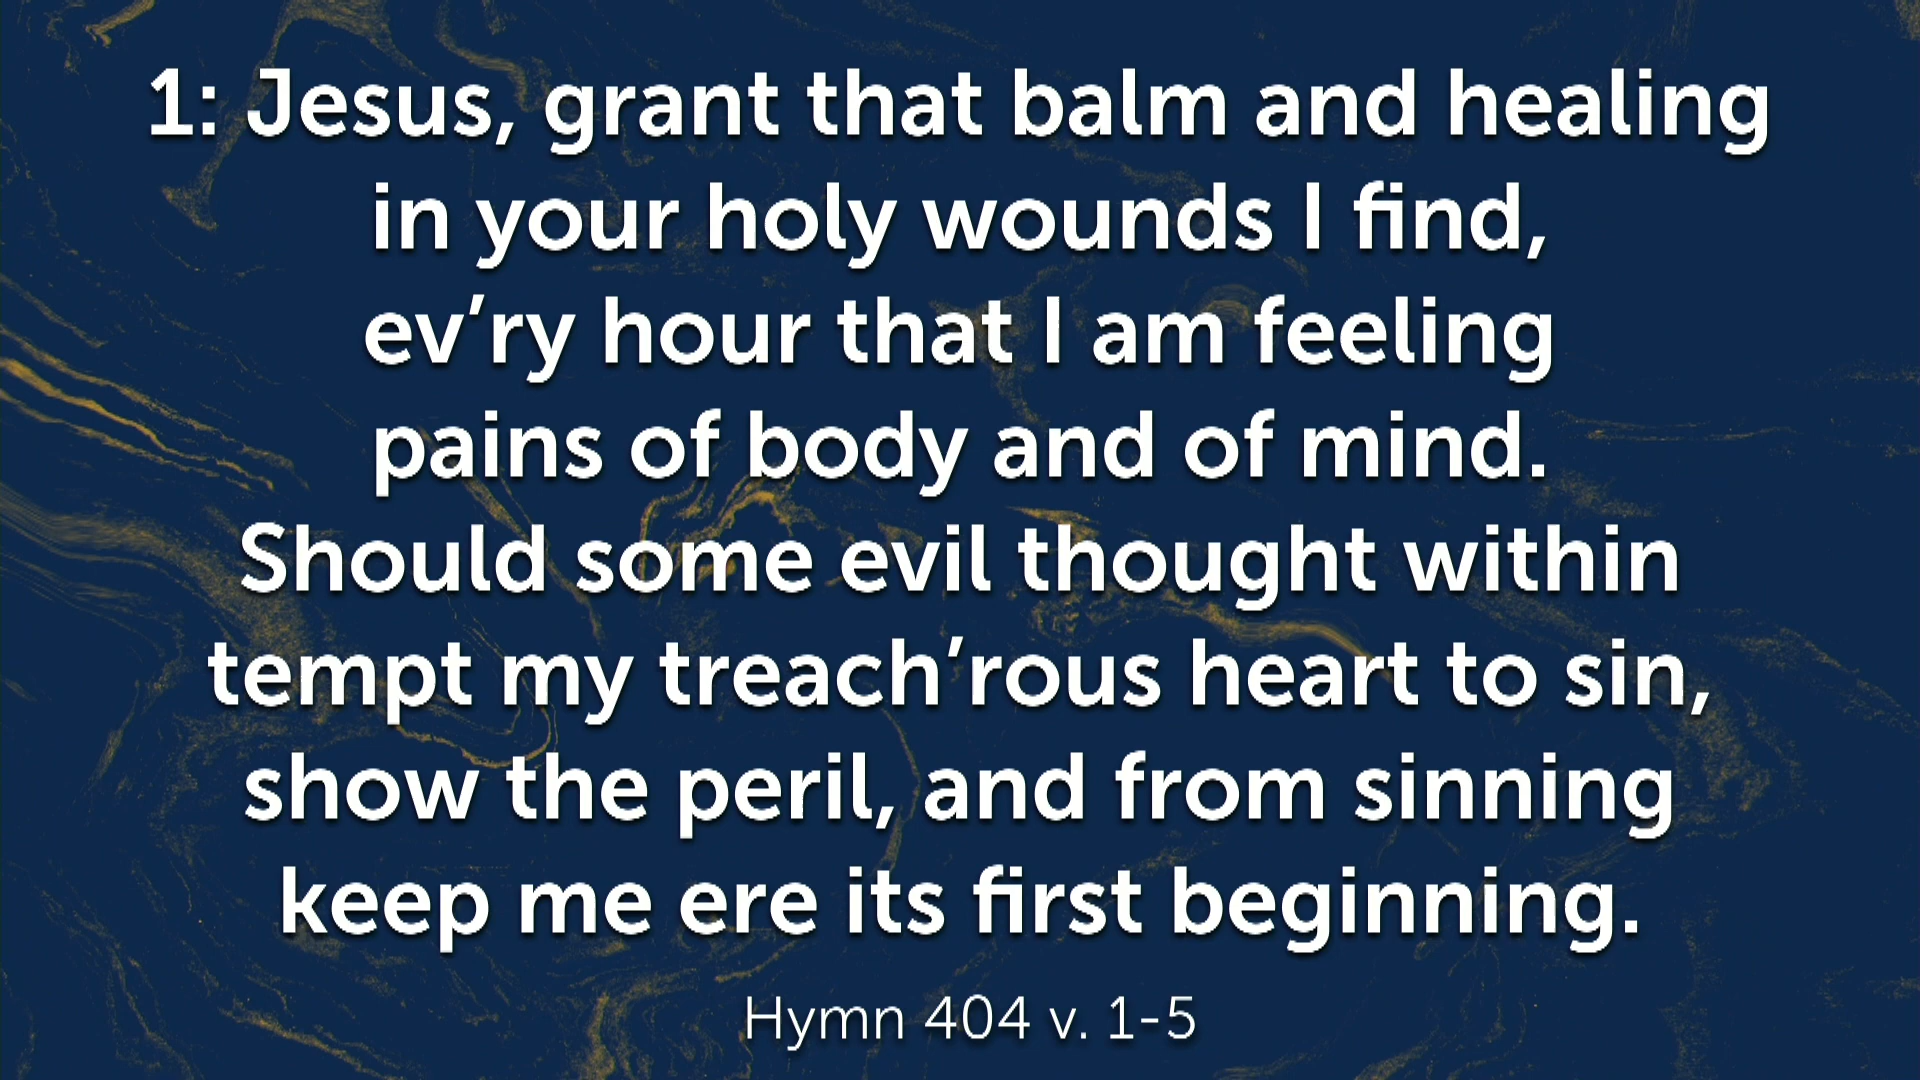 1: Jesus, grant that balm and healing
in your holy wounds I find,
ev’ry hour that I am feeling
pains of body and of mind.
Should some evil thought within
tempt my treach’rous heart to sin,
show the peril, and from sinning
keep me ere its first beginning.
Hymn 404 v. 1-5